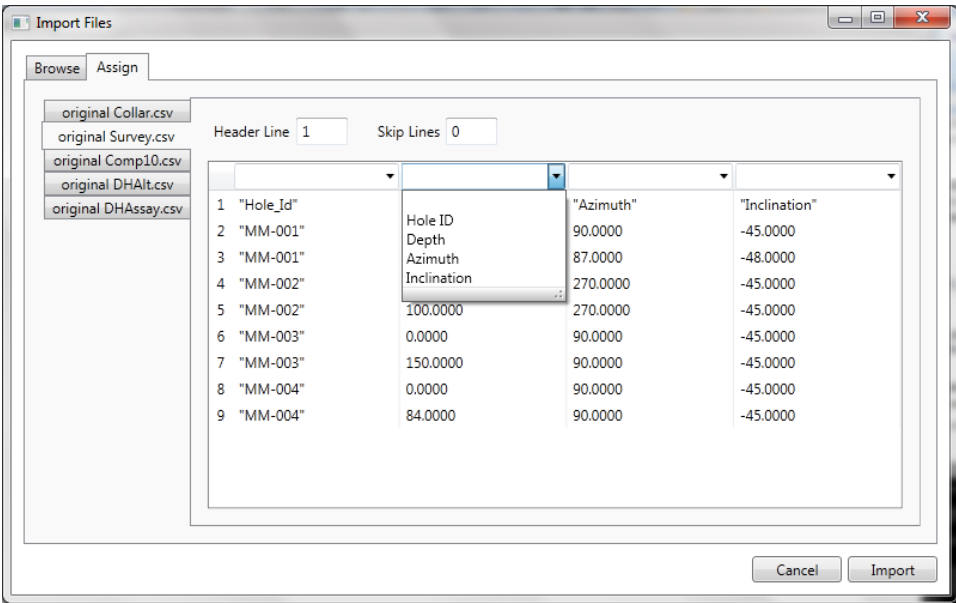 Import Files
Browse Assign
original Collar.csv
original Survey.csv
original Comp10.csv
original DHAlt.csv
original DHAssay.csv
Header Line 1 Skip Lines 0
Hole ID
Depth
Azimuth
Inclination
1 "Hole_Id" "Azimuth" "Inclination"
2 "MM-001" 90.0000 -45.0000
3 "MM-001" 87.0000 -48.0000
4 "MM-002" 270.0000 -45.0000
5 "MM-002" 100.0000 270.0000 -45.0000
6 "MM-003" 0.0000 90.0000 -45.0000
7 "MM-003" 150.0000 90.0000 -45.0000
8 "MM-004" 0.0000 90.0000 -45.0000
9 "MM-004" 84.0000 90.0000 -45.0000
Cancel Import